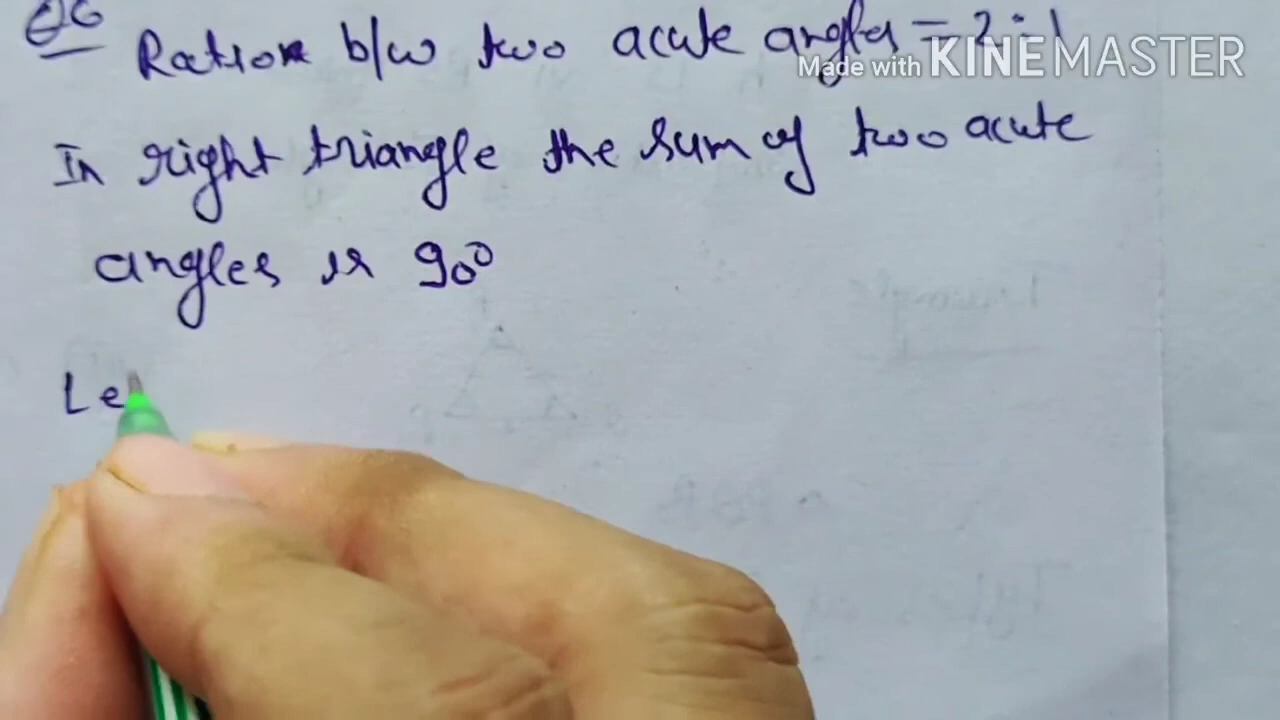 Q6
Ratio b/w two acute angles = 2:1
Made with KINEMASTER
In right triangle the sum of two acute
angles is 90°
Le